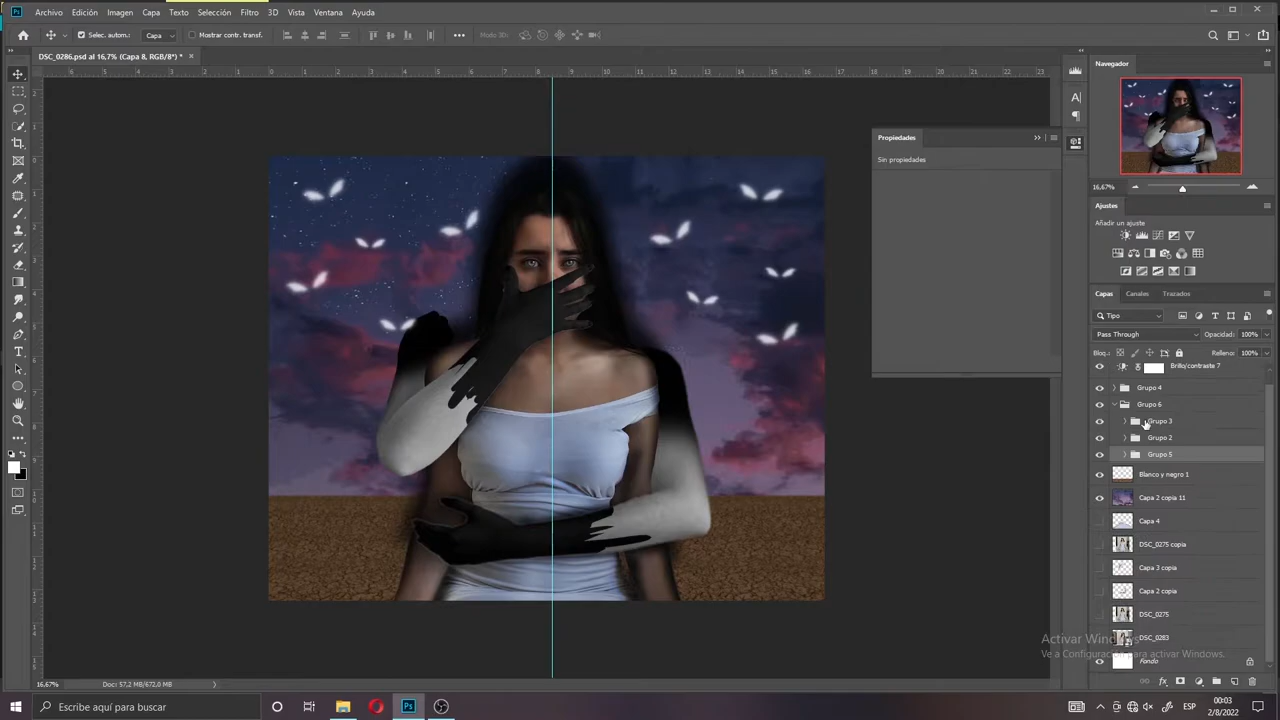 Archivo Edición Imagen Capa Texto Selección Filtro 3D Vista Ventana Ayuda
Selec. autom.: Capa Mostrar contr. transf. Modo 3D:
DSC_0286.psd al 16,7% (Capa 8, RGB/8*) *
Navegador
Propiedades
Sin propiedades
16,67%
Ajustes
Añadir un ajuste
Capas Canales Trazados
Tipo
Pass Through Opacidad: 100%
Bloq.: Relleno: 100%
Brillo/contraste 7
Grupo 4
Grupo 6
Grupo 3
Grupo 2
Grupo 5
Blanco y negro 1
Capa 2 copia 11
Capa 4
DSC_0275 copia
Capa 3 copia
Capa 2 copia
DSC_0275
DSC_0283
Fondo
Activar Windows
Ve a Configuración para activar Windows.
16,67% Doc: 57,2 MB/672,0 MB
Escribe aquí para buscar
ESP
00:03
2/8/2022